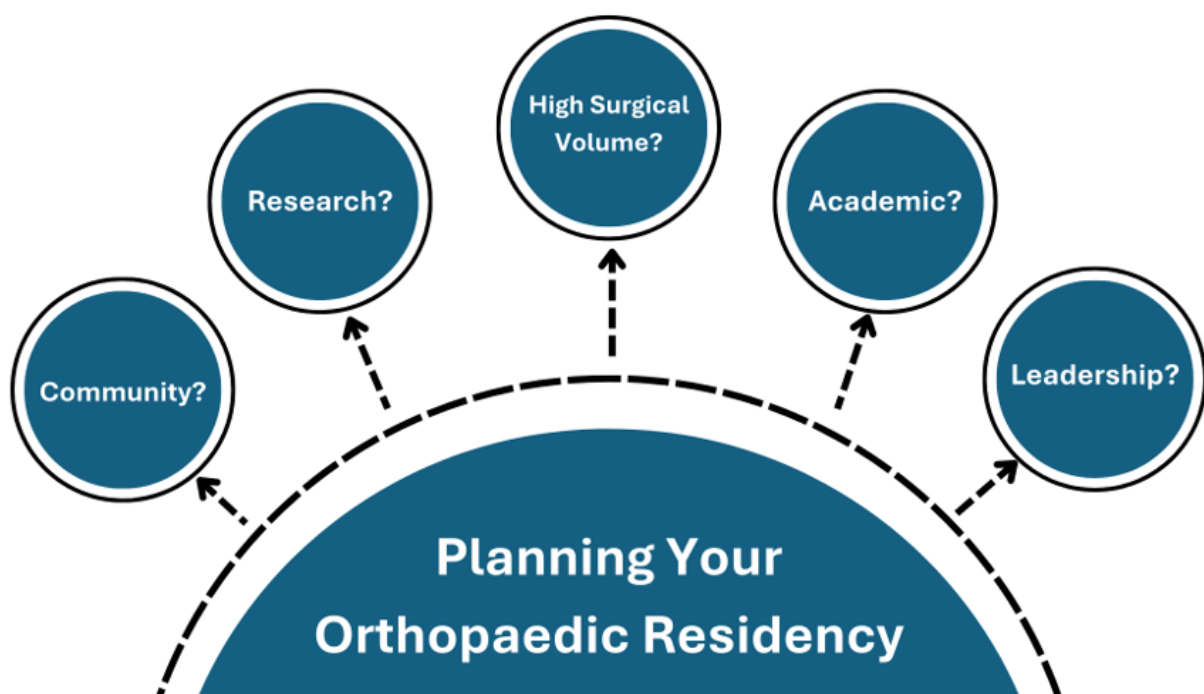 High Surgical
Volume?
Research?
Academic?
Community?
Leadership?
Planning Your
Orthopaedic Residency